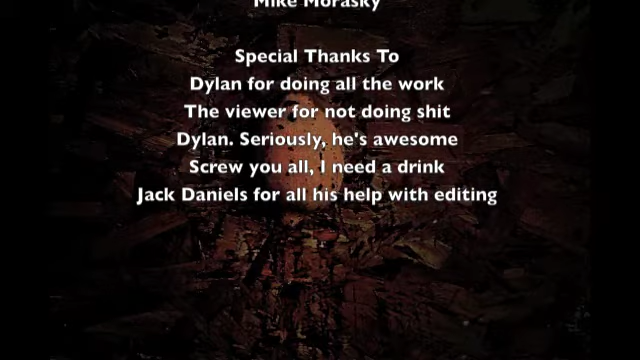 Mike Morasky
Special Thanks To
Dylan for doing all the work
The viewer for not doing shit
Dylan. Seriously, he's awesome
Screw you all, I need a drink
Jack Daniels for all his help with editing